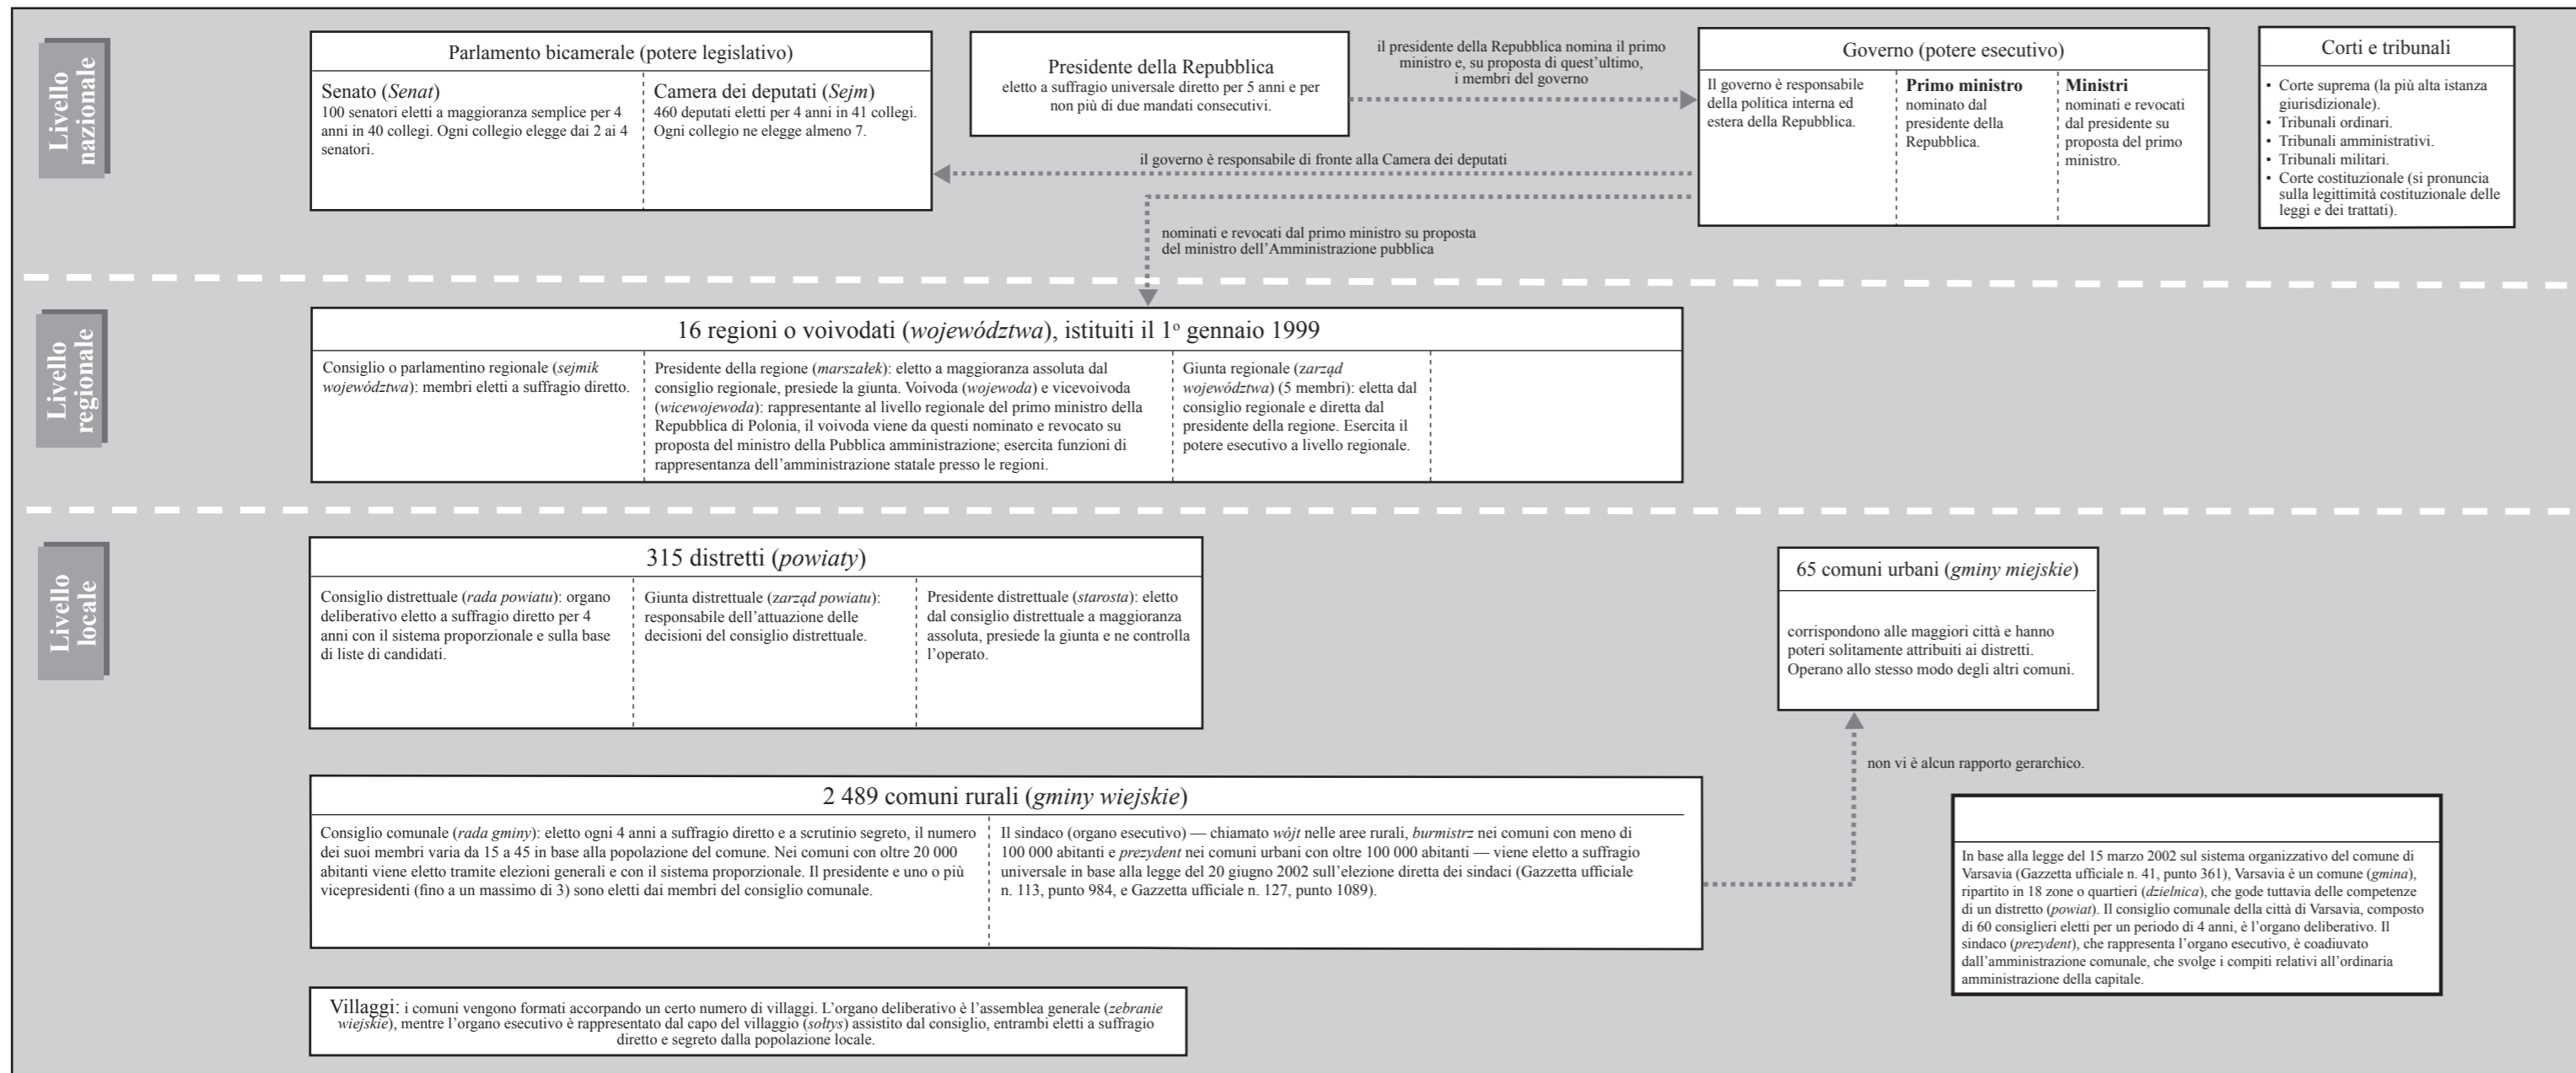 Livello
nazionale
Parlamento bicamerale (potere legislativo)
Senato (Senat)
100 senatori eletti a maggioranza semplice per 4
anni in 40 collegi. Ogni collegio elegge dai 2 ai 4
senatori.
Camera dei deputati (Sejm)
460 deputati eletti per 4 anni in 41 collegi.
Ogni collegio ne elegge almeno 7.
Presidente della Repubblica
eletto a suffragio universale diretto per 5 anni e per
non più di due mandati consecutivi.
il presidente della Repubblica nomina il primo
ministro e, su proposta di quest'ultimo,
i membri del governo
Governo (potere esecutivo)
Il governo è responsabile
della politica interna ed
estera della Repubblica.
Primo ministro
nominato dal
presidente della
Repubblica.
Ministri
nominati e revocati
dal presidente su
proposta del primo
ministro.
Corti e tribunali
• Corte suprema (la più alta istanza
giurisdizionale).
• Tribunali ordinari.
• Tribunali amministrativi.
• Tribunali militari.
• Corte costituzionale (si pronuncia
sulla legittimità costituzionale delle
leggi e dei trattati).
il governo è responsabile di fronte alla Camera dei deputati
nominati e revocati dal primo ministro su proposta
del ministro dell'Amministrazione pubblica
Livello
regionale
16 regioni o voivodati (województwa), istituiti il 1º gennaio 1999
Consiglio o parlamentino regionale (sejmik
województwa): membri eletti a suffragio diretto.
Presidente della regione (marszałek): eletto a maggioranza assoluta dal
consiglio regionale, presiede la giunta. Voivoda (wojewoda) e vicevoivoda
(wicewojewoda): rappresentante al livello regionale del primo ministro della
Repubblica di Polonia, il voivoda viene da questi nominato e revocato su
proposta del ministro della Pubblica amministrazione; esercita funzioni di
rappresentanza dell'amministrazione statale presso le regioni.
Giunta regionale (zarząd
województwa) (5 membri): eletta dal
consiglio regionale e diretta dal
presidente della regione. Esercita il
potere esecutivo a livello regionale.
Livello
locale
315 distretti (powiaty)
Consiglio distrettuale (rada powiatu): organo
deliberativo eletto a suffragio diretto per 4
anni con il sistema proporzionale e sulla base
di liste di candidati.
Giunta distrettuale (zarząd powiatu):
responsabile dell'attuazione delle
decisioni del consiglio distrettuale.
Presidente distrettuale (starosta): eletto
dal consiglio distrettuale a maggioranza
assoluta, presiede la giunta e ne controlla
l'operato.
65 comuni urbani (gminy miejskie)
corrispondono alle maggiori città e hanno
poteri solitamente attribuiti ai distretti.
Operano allo stesso modo degli altri comuni.
non vi è alcun rapporto gerarchico.
2 489 comuni rurali (gminy wiejskie)
Consiglio comunale (rada gminy): eletto ogni 4 anni a suffragio diretto e a scrutinio segreto, il numero
dei suoi membri varia da 15 a 45 in base alla popolazione del comune. Nei comuni con oltre 20 000
abitanti viene eletto tramite elezioni generali e con il sistema proporzionale. Il presidente e uno o più
vicepresidenti (fino a un massimo di 3) sono eletti dai membri del consiglio comunale.
Il sindaco (organo esecutivo) — chiamato wójt nelle aree rurali, burmistrz nei comuni con meno di
100 000 abitanti e prezydent nei comuni urbani con oltre 100 000 abitanti — viene eletto a suffragio
universale in base alla legge del 20 giugno 2002 sull'elezione diretta dei sindaci (Gazzetta ufficiale
n. 113, punto 984, e Gazzetta ufficiale n. 127, punto 1089).
In base alla legge del 15 marzo 2002 sul sistema organizzativo del comune di
Varsavia (Gazzetta ufficiale n. 41, punto 361), Varsavia è un comune (gmina),
ripartito in 18 zone o quartieri (dzielnica), che gode tuttavia delle competenze
di un distretto (powiat). Il consiglio comunale della città di Varsavia, composto
di 60 consiglieri eletti per un periodo di 4 anni, è l'organo deliberativo. Il
sindaco (prezydent), che rappresenta l'organo esecutivo, è coadiuvato
dall'amministrazione comunale, che svolge i compiti relativi all'ordinaria
amministrazione della capitale.
Villaggi: i comuni vengono formati accorpando un certo numero di villaggi. L'organo deliberativo è l'assemblea generale (zebranie
wiejskie), mentre l'organo esecutivo è rappresentato dal capo del villaggio (sołtys) assistito dal consiglio, entrambi eletti a suffragio
diretto e segreto dalla popolazione locale.